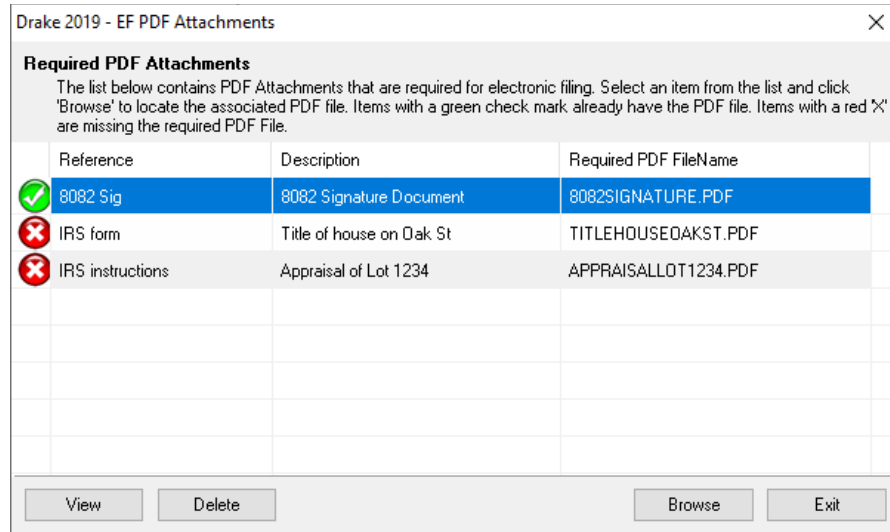 Drake 2019 - EF PDF Attachments
Required PDF Attachments
The list below contains PDF Attachments that are required for electronic filing. Select an item from the list and click
'Browse' to locate the associated PDF file. Items with a green check mark already have the PDF file. Items with a red 'X'
are missing the required PDF File.
Reference Description Required PDF FileName
8082 Sig 8082 Signature Document 8082SIGNATURE.PDF
IRS form Title of house on Oak St TITLEHOUSEOAKST.PDF
IRS instructions Appraisal of Lot 1234 APPRAISALLOT1234.PDF
View Delete Browse Exit